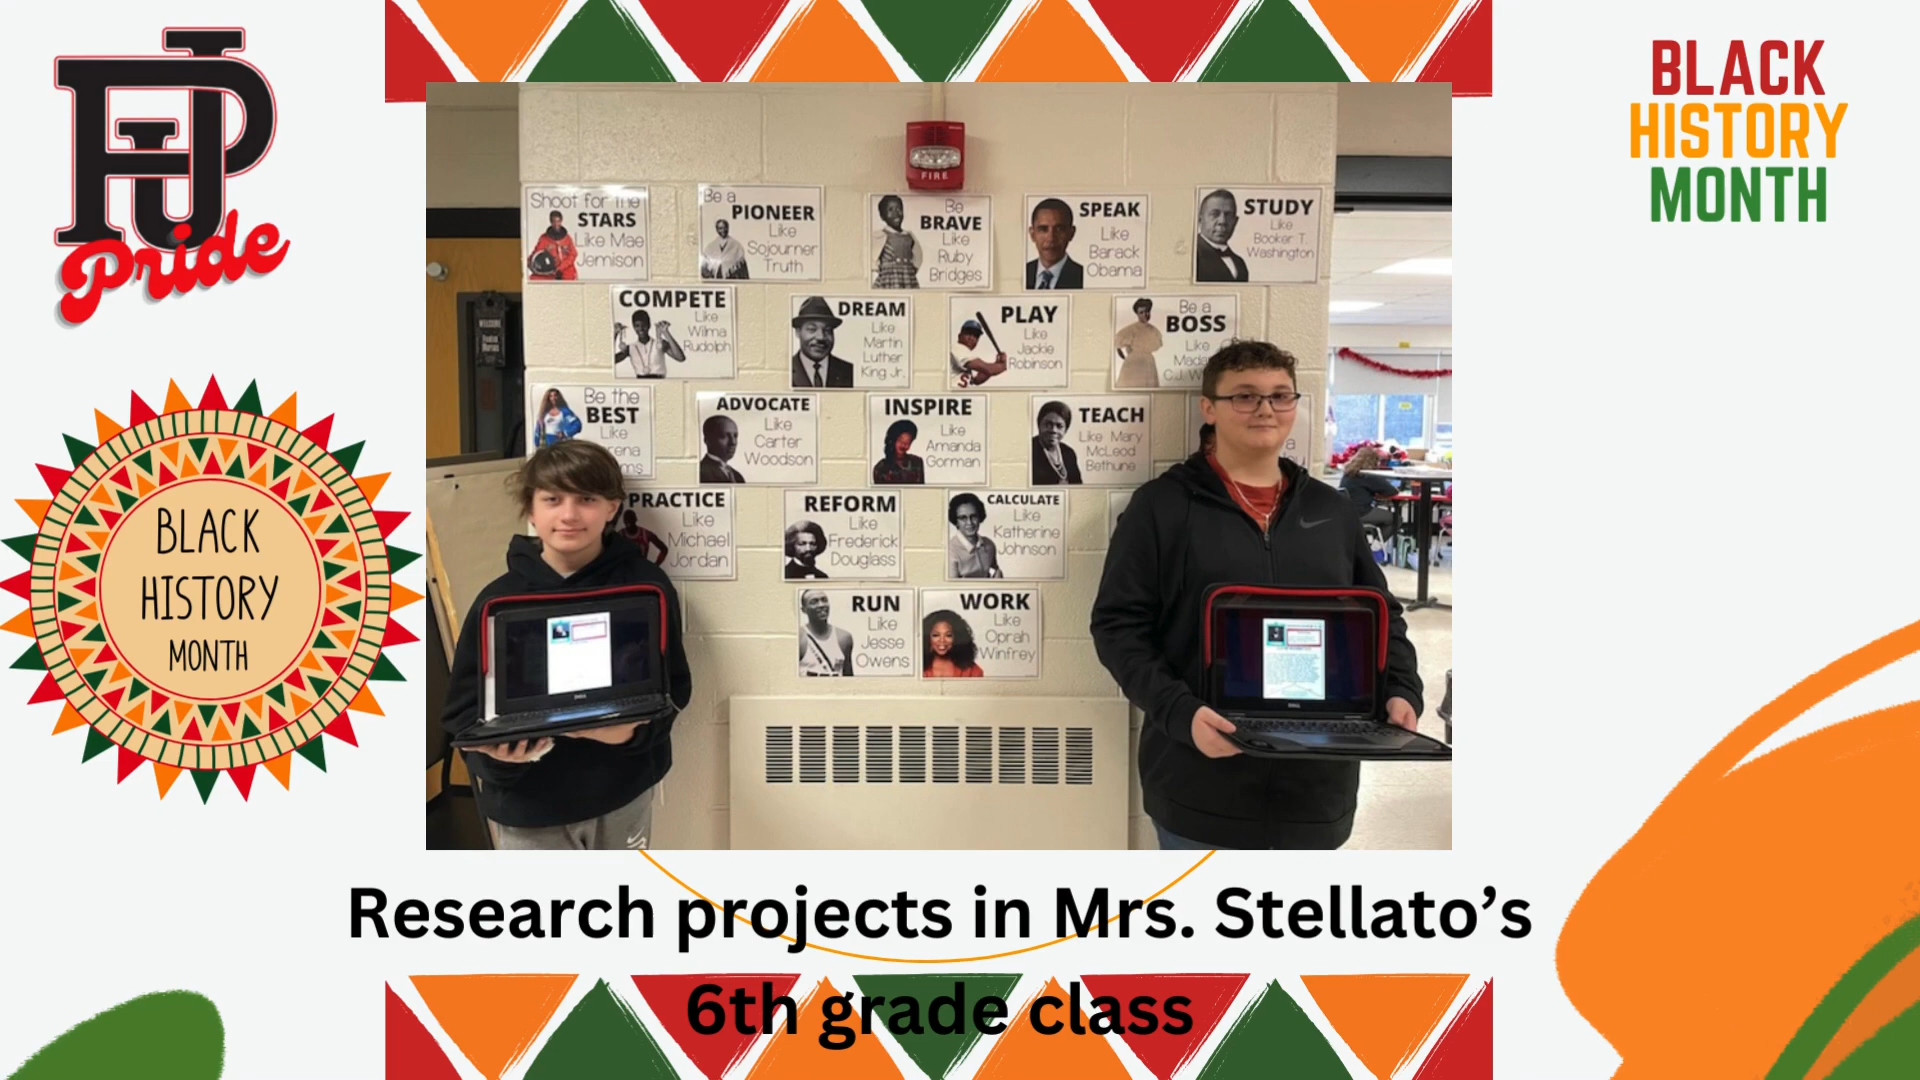 PJ
Pride
BLACK
HISTORY
MONTH
BLACK
HISTORY
MONTH
FIRE
Shoot for the
STARS
Like Mae
Jemison
Be a
PIONEER
Like
Sojourner
Truth
Be
BRAVE
Like
Ruby
Bridges
SPEAK
Like
Barack
Obama
STUDY
Like
Booker T.
Washington
COMPETE
Like
Wilma
Rudolph
DREAM
Like
Martin
Luther
King Jr.
PLAY
Like
Jackie
Robinson
Be a
BOSS
Like
C.J.
Be the
BEST
Like
ADVOCATE
Like
Carter
Woodson
INSPIRE
Like
Amanda
Gorman
TEACH
Like Mary
McLeod
Bethune
PRACTICE
Like
Michael
Jordan
REFORM
Like
Frederick
Douglass
CALCULATE
Like
Katherine
Johnson
RUN
Like
Jesse
Owens
WORK
Like
Oprah
Winfrey
DELL
DELL
Research projects in Mrs. Stellato’s
6th grade class